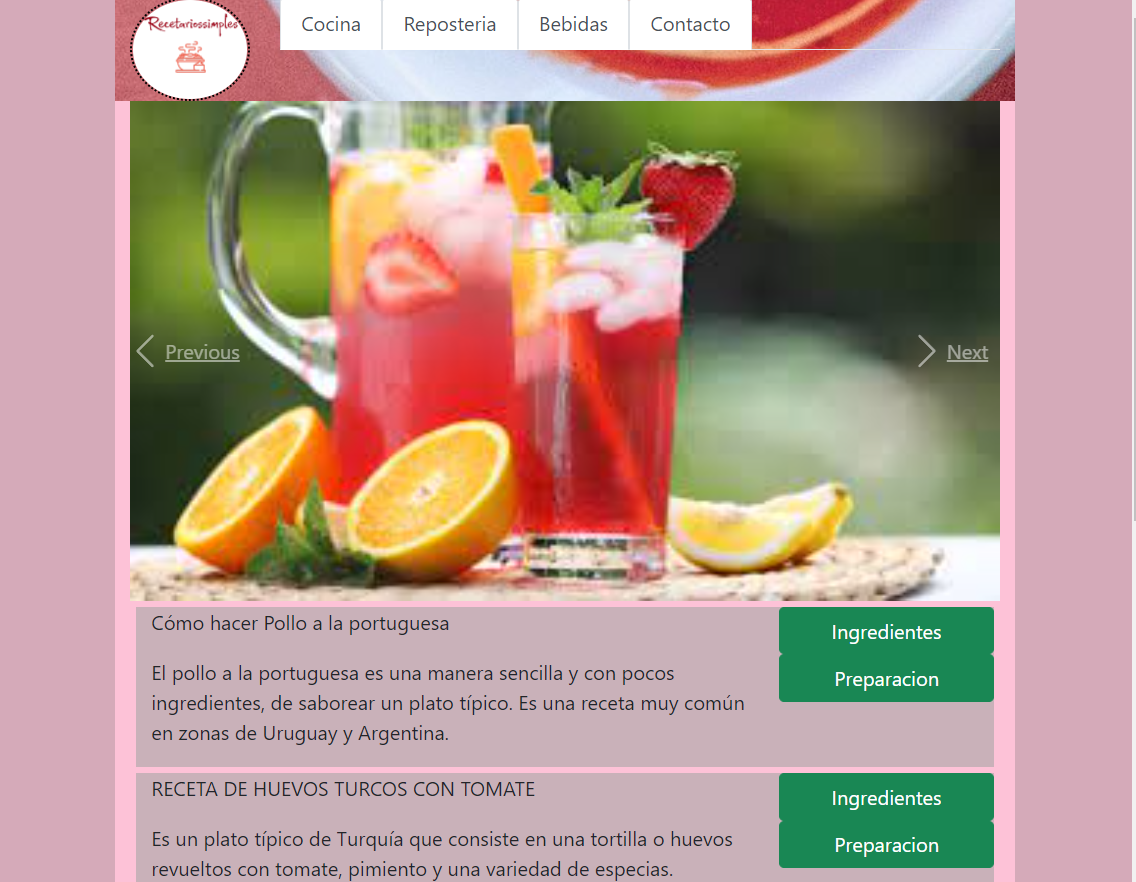 Recetariossimples
Cocina
Reposteria
Bebidas
Contacto
Previous
Next
Cómo hacer Pollo a la portuguesa
El pollo a la portuguesa es una manera sencilla y con pocos
ingredientes, de saborear un plato típico. Es una receta muy común
en zonas de Uruguay y Argentina.
Ingredientes
Preparacion
RECETA DE HUEVOS TURCOS CON TOMATE
Es un plato típico de Turquía que consiste en una tortilla o huevos
revueltos con tomate, pimiento y una variedad de especias.
Ingredientes
Preparacion